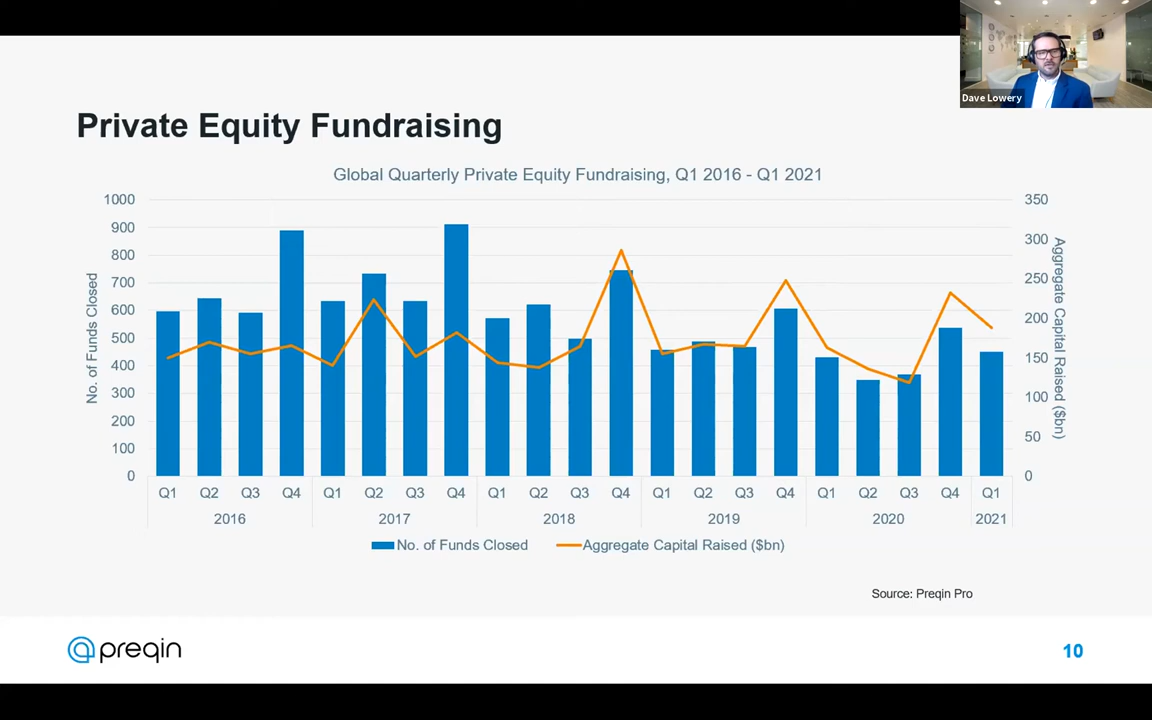 Dave Lowery
Private Equity Fundraising
Global Quarterly Private Equity Fundraising, Q1 2016 - Q1 2021
No. of Funds Closed
1000
900
800
700
600
500
400
300
200
100
0
350
300
250
200
150
100
50
0
Aggregate Capital Raised ($bn)
Q1 Q2 Q3 Q4 Q1 Q2 Q3 Q4 Q1 Q2 Q3 Q4 Q1 Q2 Q3 Q4 Q1 Q2 Q3 Q4 Q1
2016 2017 2018 2019 2020 2021
No. of Funds Closed Aggregate Capital Raised ($bn)
Source: Preqin Pro
preqin
10